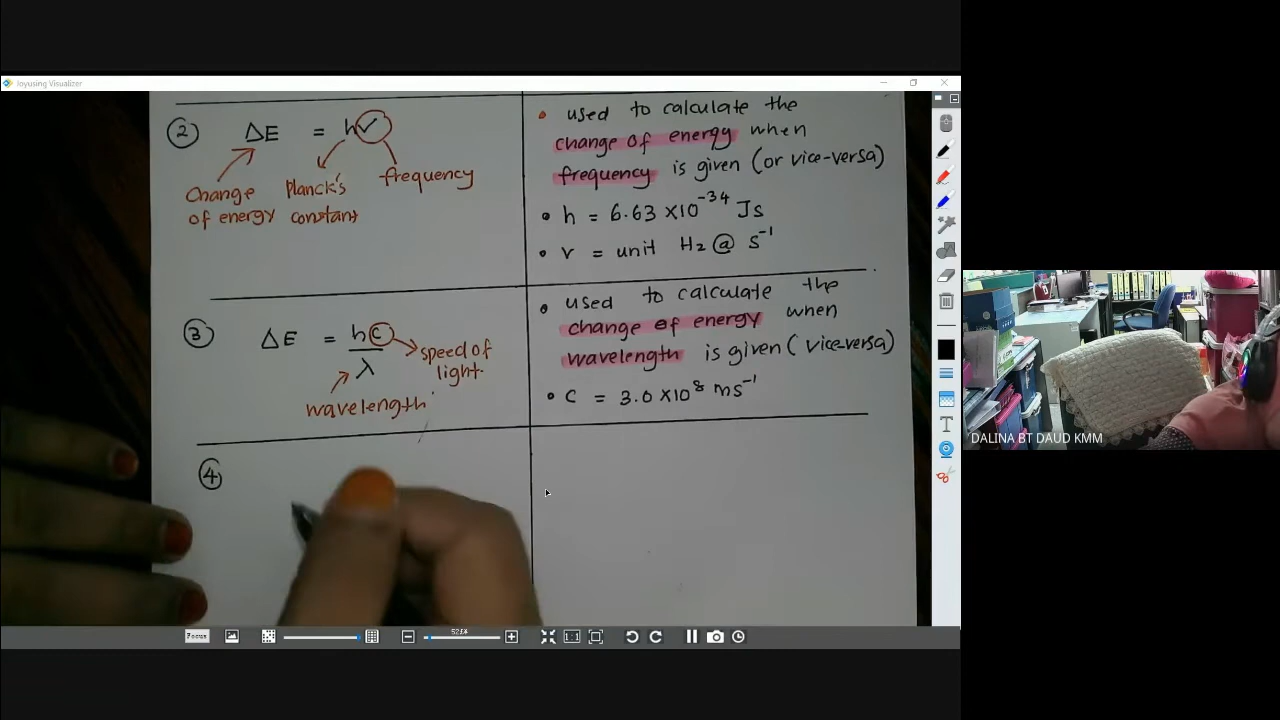 Joyusing Visualizer
② ΔE = hν
Change of energy
Planck's constant
frequency
• used to calculate the
change of energy when
frequency is given (or vice-versa)
• h = 6.63 x10⁻³⁴ Js
• v = unit Hz @ s⁻¹
③ ΔE = hc
λ
speed of light.
wavelength
• used to calculate the
change of energy when
wavelength is given (vice-versa)
• C = 3.0 x10⁸ ms⁻¹
④
DALINA BT DAUD KMM
Focus
1:1
T